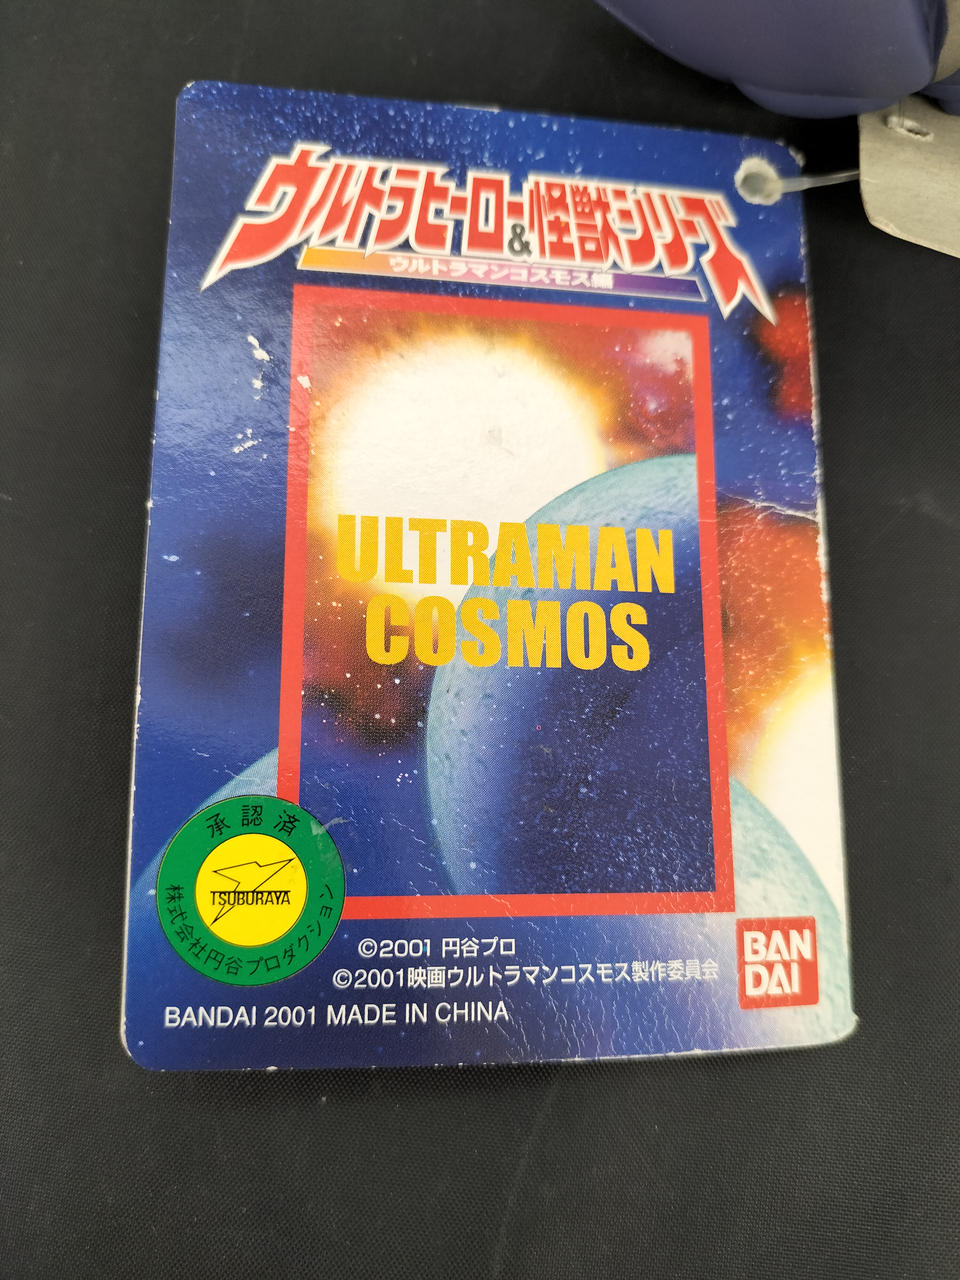 ウルトラヒーロー&怪獣シリーズ
ウルトラマンコスモス編
ULTRAMAN
COSMOS
承認済
TSUBURAYA
株式会社円谷プロダクション
©2001 円谷プロ
©2001映画ウルトラマンコスモス製作委員会
BANDAI 2001 MADE IN CHINA
BAN
DAI